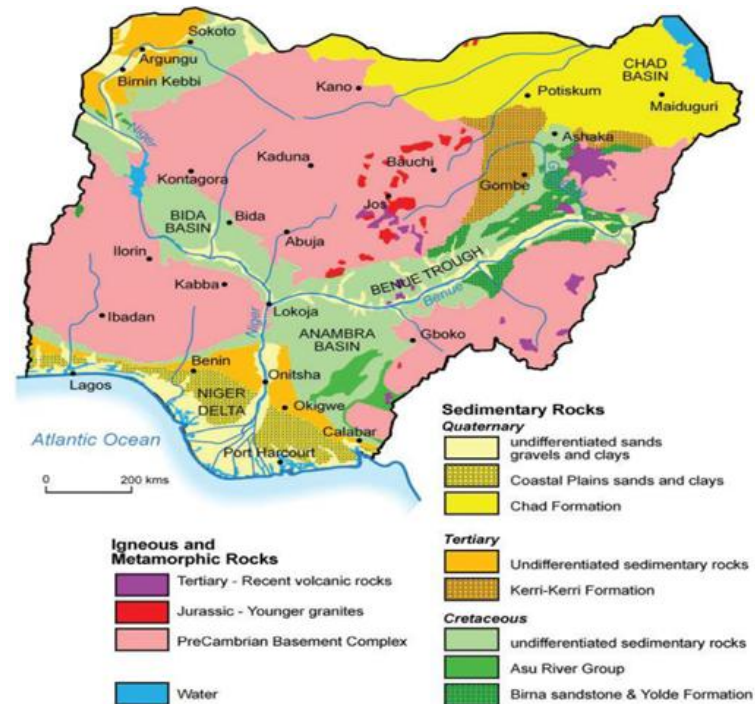 Sokoto
Argungu
Birnin Kebbi
Niger
Kano
CHAD
BASIN
Potiskum
Maiduguri
Ashaka
Kaduna
Kontagora
Bauchi
Gombe
Jos
BIDA
BASIN
Bida
Abuja
Ilorin
Kabba
BENUE TROUGH
Benue
Lokoja
Ibadan
Niger
ANAMBRA
BASIN
Gboko
Benin
Onitsha
Lagos
NIGER
DELTA
Okigwe
Calabar
Port Harcourt
Atlantic Ocean
0 200 kms
Sedimentary Rocks
Quaternary
undifferentiated sands
gravels and clays
Coastal Plains sands and clays
Chad Formation
Tertiary
Undifferentiated sedimentary rocks
Kerri-Kerri Formation
Cretaceous
undifferentiated sedimentary rocks
Asu River Group
Birna sandstone & Yolde Formation
Igneous and
Metamorphic Rocks
Tertiary - Recent volcanic rocks
Jurassic - Younger granites
PreCambrian Basement Complex
Water